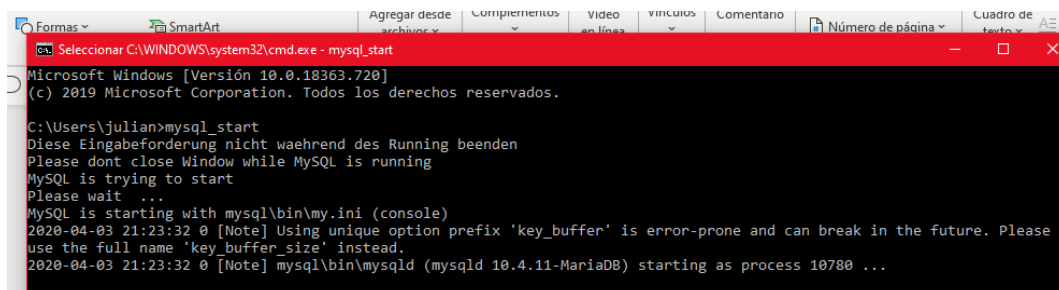 Formas
SmartArt
Agregar desde
archivos
Complementos
Video
en línea
Vínculos
Comentario
Número de página
Cuadro de
texto
Seleccionar C:\WINDOWS\system32\cmd.exe - mysql_start
Microsoft Windows [Versión 10.0.18363.720]
(c) 2019 Microsoft Corporation. Todos los derechos reservados.
C:\Users\julian>mysql_start
Diese Eingabeforderung nicht waehrend des Running beenden
Please dont close Window while MySQL is running
MySQL is trying to start
Please wait  ...
MySQL is starting with mysql\bin\my.ini (console)
2020-04-03 21:23:32 0 [Note] Using unique option prefix 'key_buffer' is error-prone and can break in the future. Please
use the full name 'key_buffer_size' instead.
2020-04-03 21:23:32 0 [Note] mysql\bin\mysqld (mysqld 10.4.11-MariaDB) starting as process 10780 ...